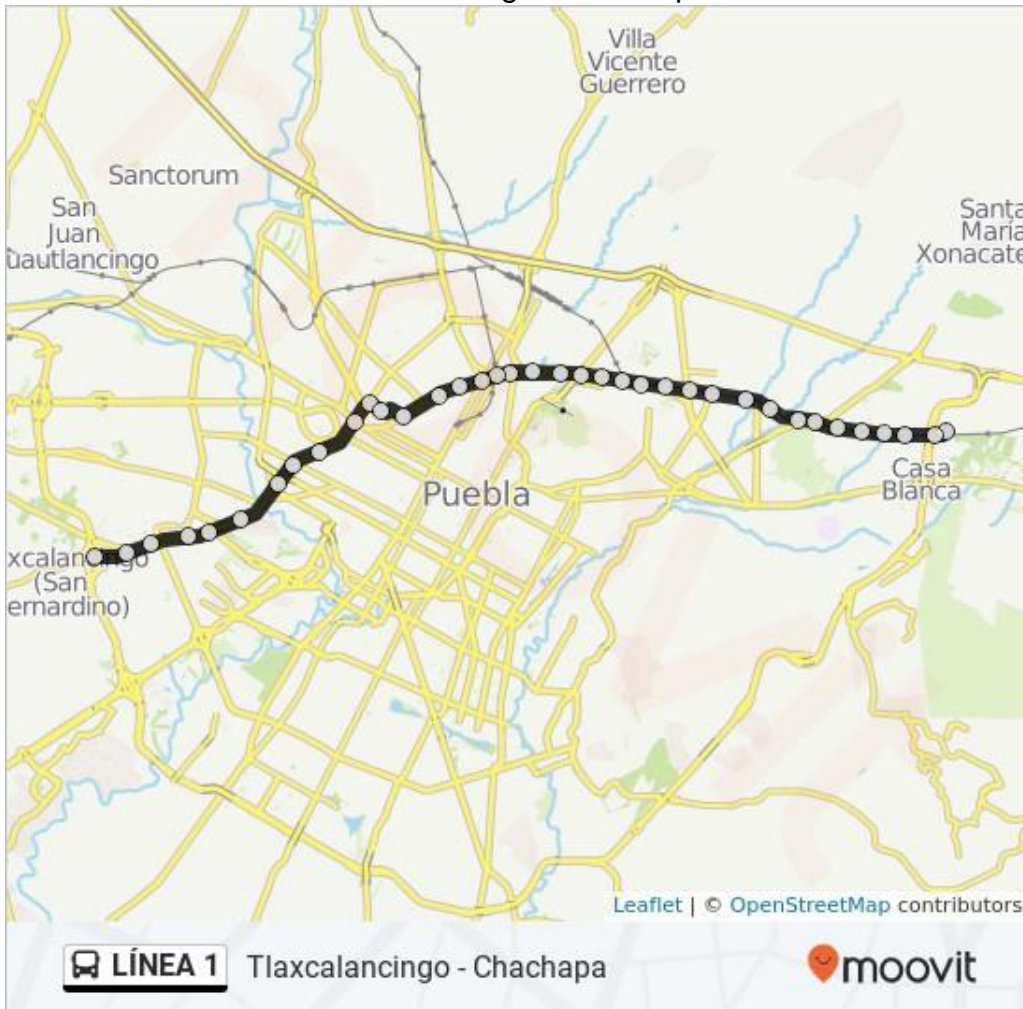 Villa
Vicente
Guerrero
Sanctorum
San
Juan
uautlancingo
Santa
María
Xonacate
Puebla
Casa
Blanca
xcalancingo
(San
ernardino)
Leaflet | © OpenStreetMap contributors
LÍNEA 1 Tlaxcalancingo - Chachapa moovit